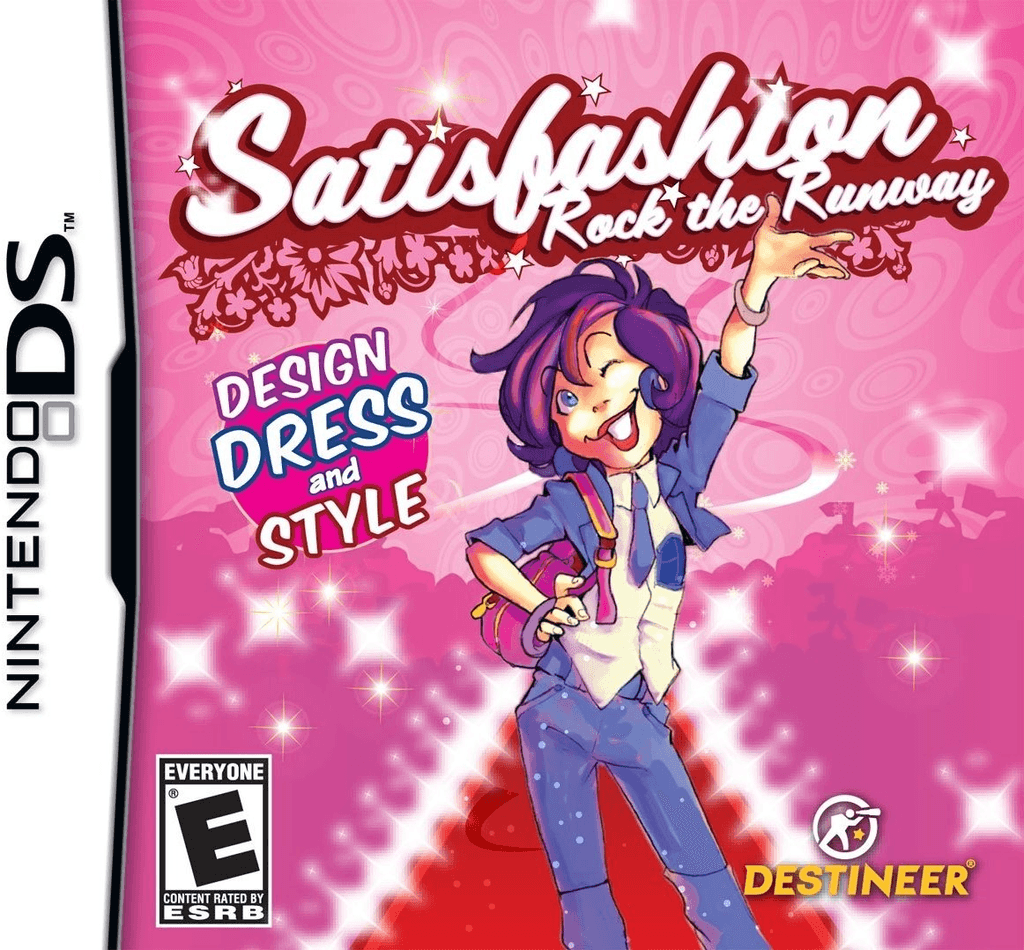 NINTENDO DS™
Satisfashion
Rock the Runway
DESIGN
DRESS
and
STYLE
EVERYONE
E
®
CONTENT RATED BY
ESRB
DESTINEER®